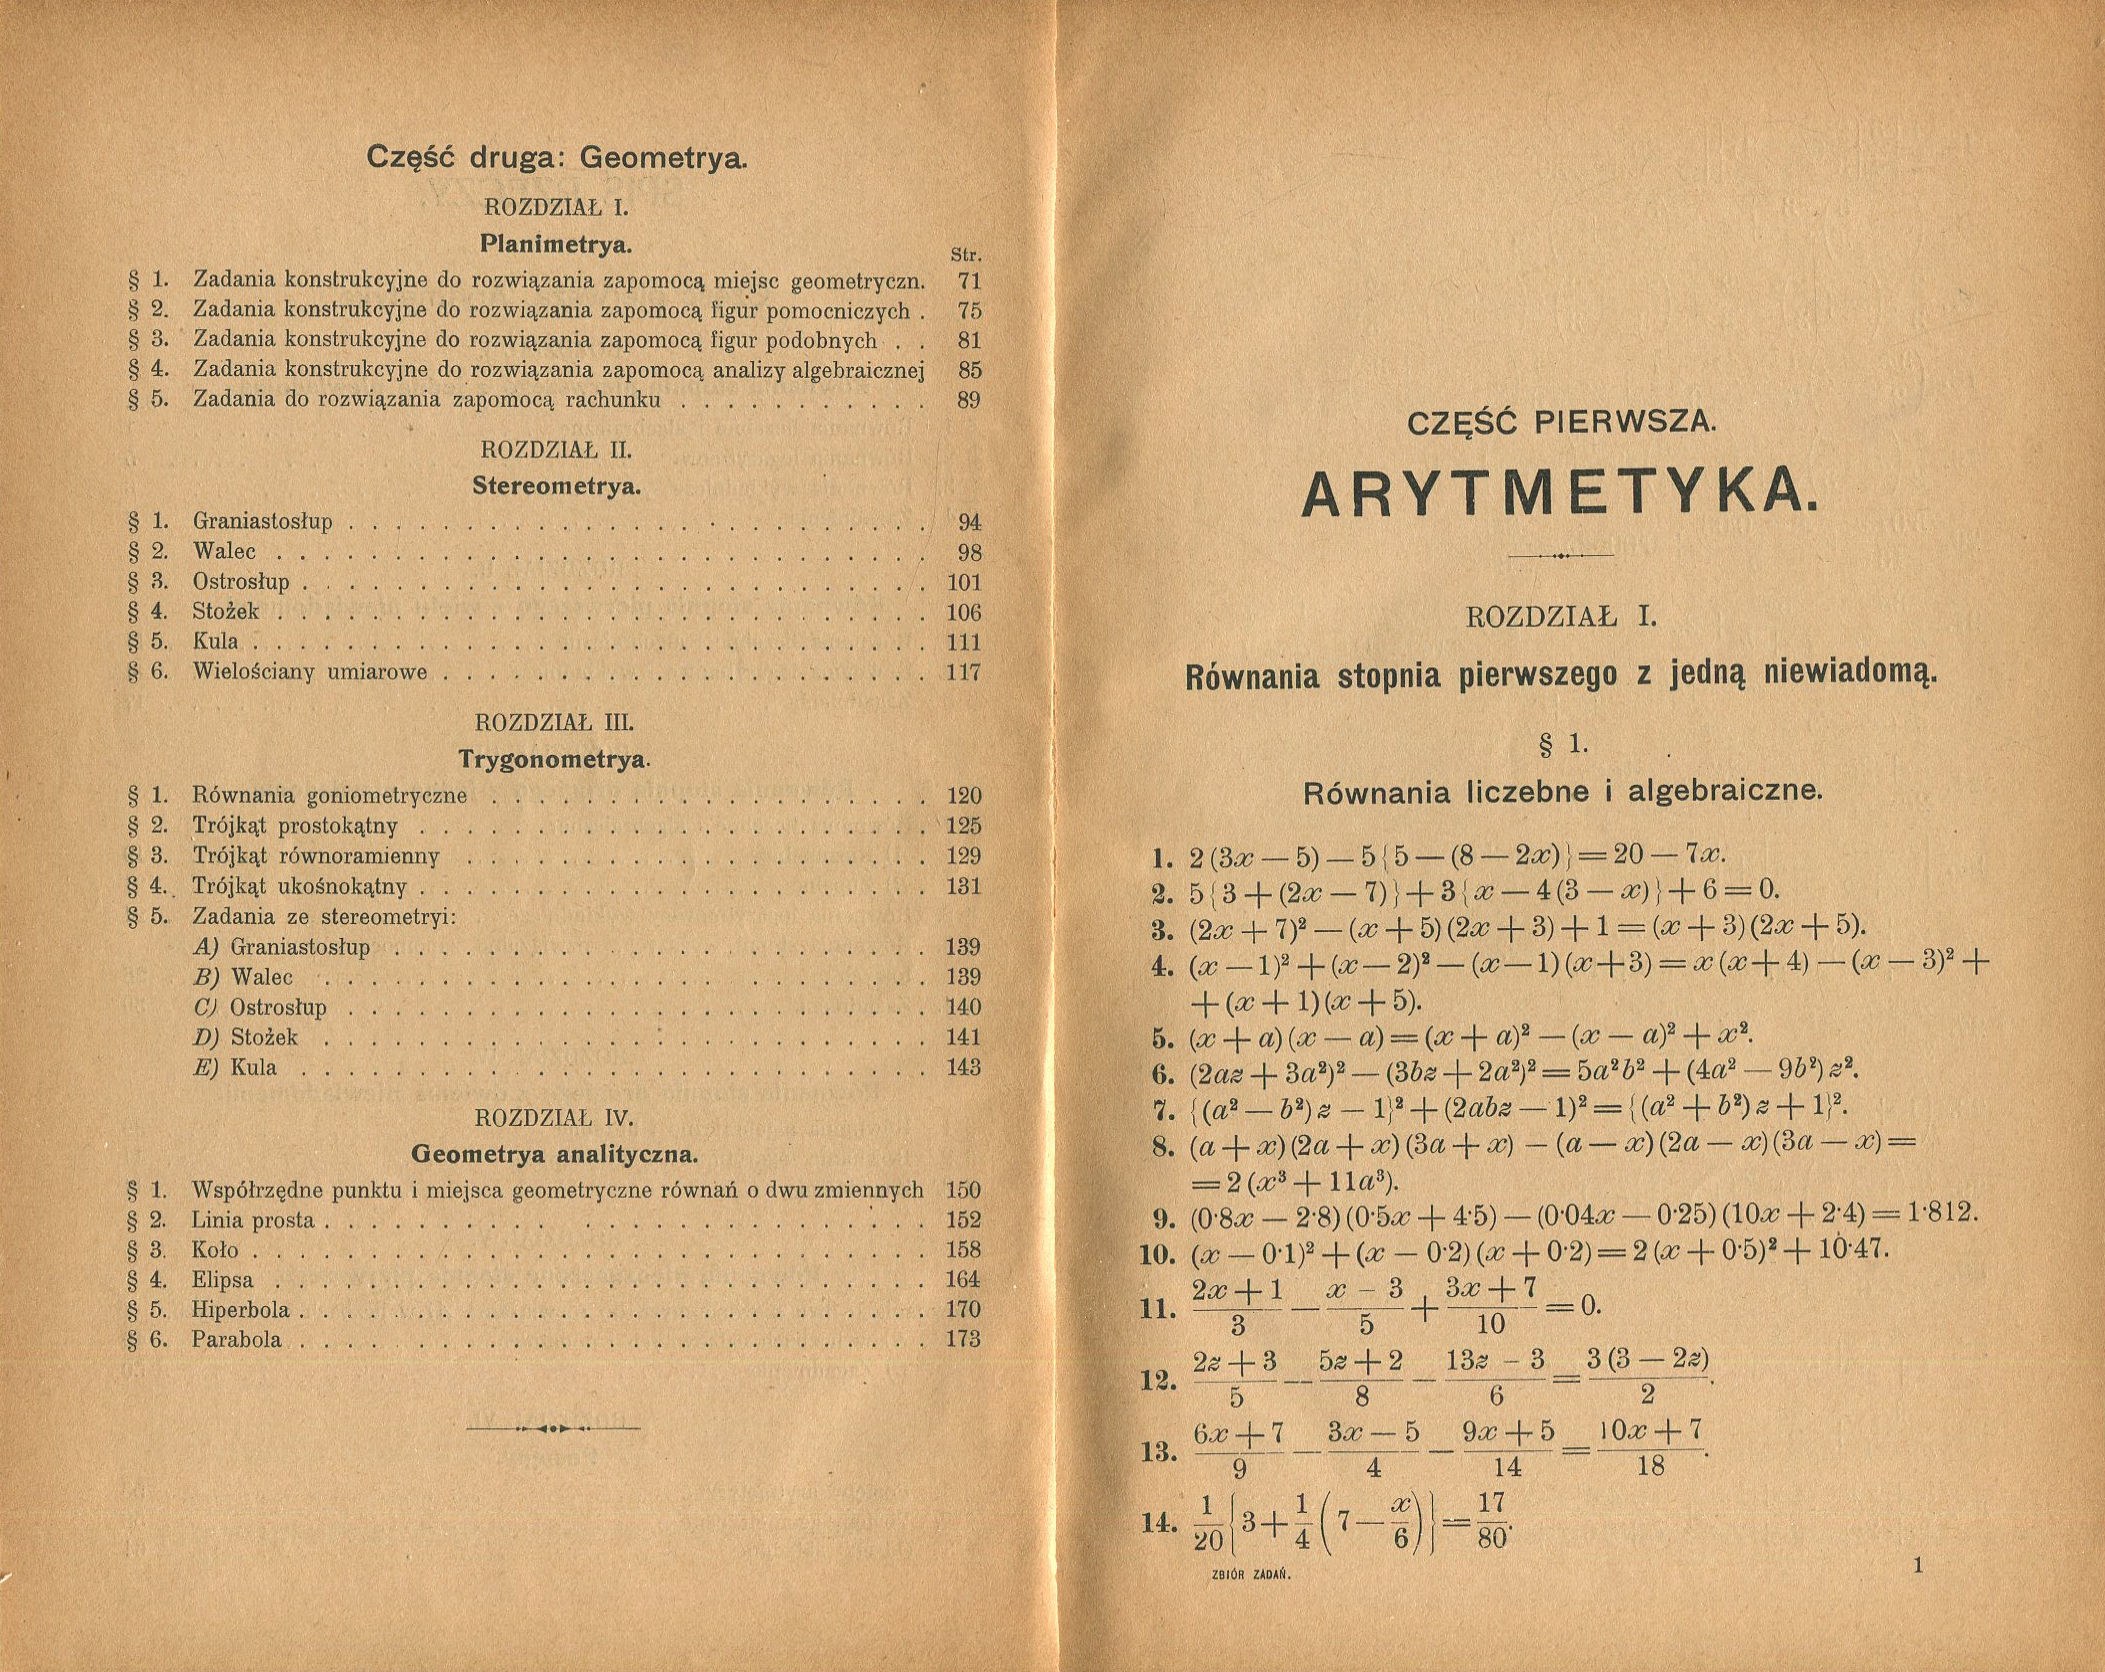 Część druga: Geometrya.
ROZDZIAŁ I.
Planimetrya.
Str.
§ 1. Zadania konstrukcyjne do rozwiązania zapomocą miejsc geometryczn. 71
§ 2. Zadania konstrukcyjne do rozwiązania zapomocą figur pomocniczych . 75
§ 3. Zadania konstrukcyjne do rozwiązania zapomocą figur podobnych . . 81
§ 4. Zadania konstrukcyjne do rozwiązania zapomocą analizy algebraicznej 85
§ 5. Zadania do rozwiązania zapomocą rachunku . . . . . . . . . . . 89
ROZDZIAŁ II.
Stereometrya.
§ 1. Graniastosłup . . . . . . . . . . . . . . . . . . . . . . . . . 94
§ 2. Walec . . . . . . . . . . . . . . . . . . . . . . . . . . . . 98
§ 3. Ostrosłup . . . . . . . . . . . . . . . . . . . . . . . . . . . 101
§ 4. Stożek . . . . . . . . . . . . . . . . . . . . . . . . . . . . 106
§ 5. Kula . . . . . . . . . . . . . . . . . . . . . . . . . . . . . 111
§ 6. Wielościany umiarowe . . . . . . . . . . . . . . . . . . . . . 117
ROZDZIAŁ III.
Trygonometrya.
§ 1. Równania goniometryczne . . . . . . . . . . . . . . . . . . . 120
§ 2. Trójkąt prostokątny . . . . . . . . . . . . . . . . . . . . . . 125
§ 3. Trójkąt równoramienny . . . . . . . . . . . . . . . . . . . . 129
§ 4. Trójkąt ukośnokątny . . . . . . . . . . . . . . . . . . . . . . 131
§ 5. Zadania ze stereometryi:
A) Graniastosłup . . . . . . . . . . . . . . . . . . . . . . . 139
B) Walec . . . . . . . . . . . . . . . . . . . . . . . . . . 139
C) Ostrosłup . . . . . . . . . . . . . . . . . . . . . . . . . 140
D) Stożek . . . . . . . . . . . . . . . . . . . . . . . . . . 141
E) Kula . . . . . . . . . . . . . . . . . . . . . . . . . . . 143
ROZDZIAŁ IV.
Geometrya analityczna.
§ 1. Współrzędne punktu i miejsca geometryczne równań o dwu zmiennych 150
§ 2. Linia prosta . . . . . . . . . . . . . . . . . . . . . . . . . . 152
§ 3. Koło . . . . . . . . . . . . . . . . . . . . . . . . . . . . . 158
§ 4. Elipsa . . . . . . . . . . . . . . . . . . . . . . . . . . . . 164
§ 5. Hiperbola . . . . . . . . . . . . . . . . . . . . . . . . . . . 170
§ 6. Parabola . . . . . . . . . . . . . . . . . . . . . . . . . . . 173
CZĘŚĆ PIERWSZA.
ARYTMETYKA.
ROZDZIAŁ I.
Równania stopnia pierwszego z jedną niewiadomą.
§ 1.
Równania liczebne i algebraiczne.
1. 2 (3x — 5) — 5 {5 — (8 — 2x)} = 20 — 7x.
2. 5 {3 + (2x — 7)} + 3 {x — 4 (3 — x)} + 6 = 0.
3. (2x + 7)² — (x + 5) (2x + 3) + 1 = (x + 3) (2x + 5).
4. (x — 1)² + (x — 2)² — (x — 1) (x + 3) = x (x + 4) — (x — 3)² +
+ (x + 1) (x + 5).
5. (x + a) (x — a) = (x + a)² — (x — a)² + x².
6. (2az + 3a²)² — (3bz + 2a²)² = 5a²b² + (4a² — 9b²) z².
7. {(a² — b²) z — 1}² + (2abz — 1)² = {(a² + b²) z + 1}².
8. (a + x) (2a + x) (3a + x) — (a — x) (2a — x) (3a — x) =
= 2 (x³ + 11a³).
9. (0·8x — 2·8) (0·5x + 4·5) — (0·04x — 0·25) (10x + 2·4) = 1·812.
10. (x — 0·1)² + (x — 0·2) (x + 0·2) = 2 (x + 0·5)² + 10·47.
11. (2x + 1)/3 — (x — 3)/5 + (3x + 7)/10 = 0.
12. (2z + 3)/5 — (5z + 2)/8 — (13z — 3)/6 = 3 (3 — 2z)/2.
13. (6x + 7)/9 — (3x — 5)/4 — (9x + 5)/14 = (10x + 7)/18.
14. 1/20 {3 + 1/4 (7 — x/6)} = 17/80.
ZBIÓR ZADAŃ.
1